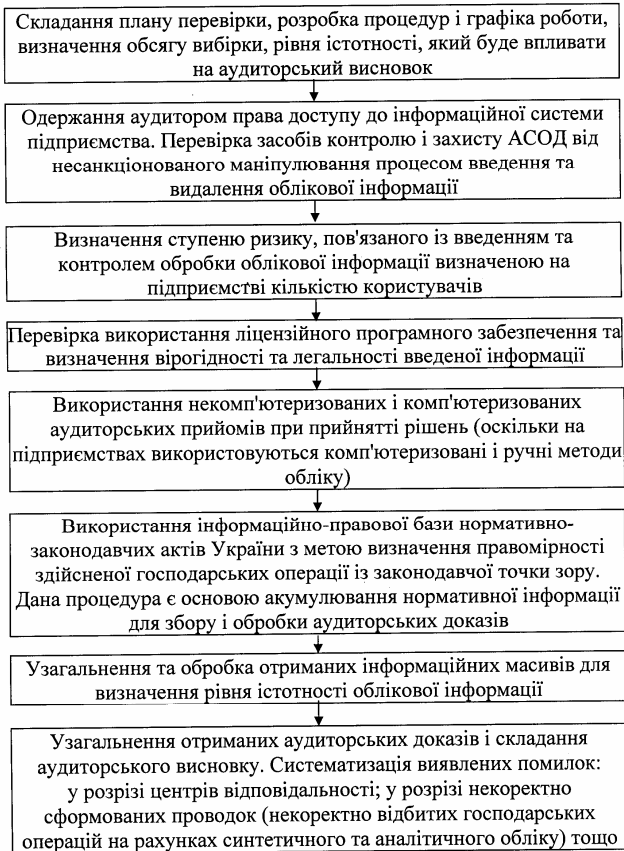 Складання плану перевірки, розробка процедур і графіка роботи,
визначення обсягу вибірки, рівня істотності, який буде впливати
на аудиторський висновок
Одержання аудитором права доступу до інформаційної системи
підприємства. Перевірка засобів контролю і захисту АСОД від
несанкціонованого маніпулювання процесом введення та
видалення облікової інформації
Визначення ступеню ризику, пов'язаного із введенням та
контролем обробки облікової інформації визначеною на
підприємстві кількістю користувачів
Перевірка використання ліцензійного програмного забезпечення та
визначення вірогідності та легальності введеної інформації
Використання некомп'ютеризованих і комп'ютеризованих
аудиторських прийомів при прийнятті рішень (оскільки на
підприємствах використовуються комп'ютеризовані і ручні методи
обліку)
Використання інформаційно-правової бази нормативно-
законодавчих актів України з метою визначення правомірності
здійсненої господарських операції із законодавчої точки зору.
Дана процедура є основою акумулювання нормативної інформації
для збору і обробки аудиторських доказів
Узагальнення та обробка отриманих інформаційних масивів для
визначення рівня істотності облікової інформації
Узагальнення отриманих аудиторських доказів і складання
аудиторського висновку. Систематизація виявлених помилок:
у розрізі центрів відповідальності; у розрізі некоректно
сформованих проводок (некоректно відбитих господарських
операцій на рахунках синтетичного та аналітичного обліку) тощо